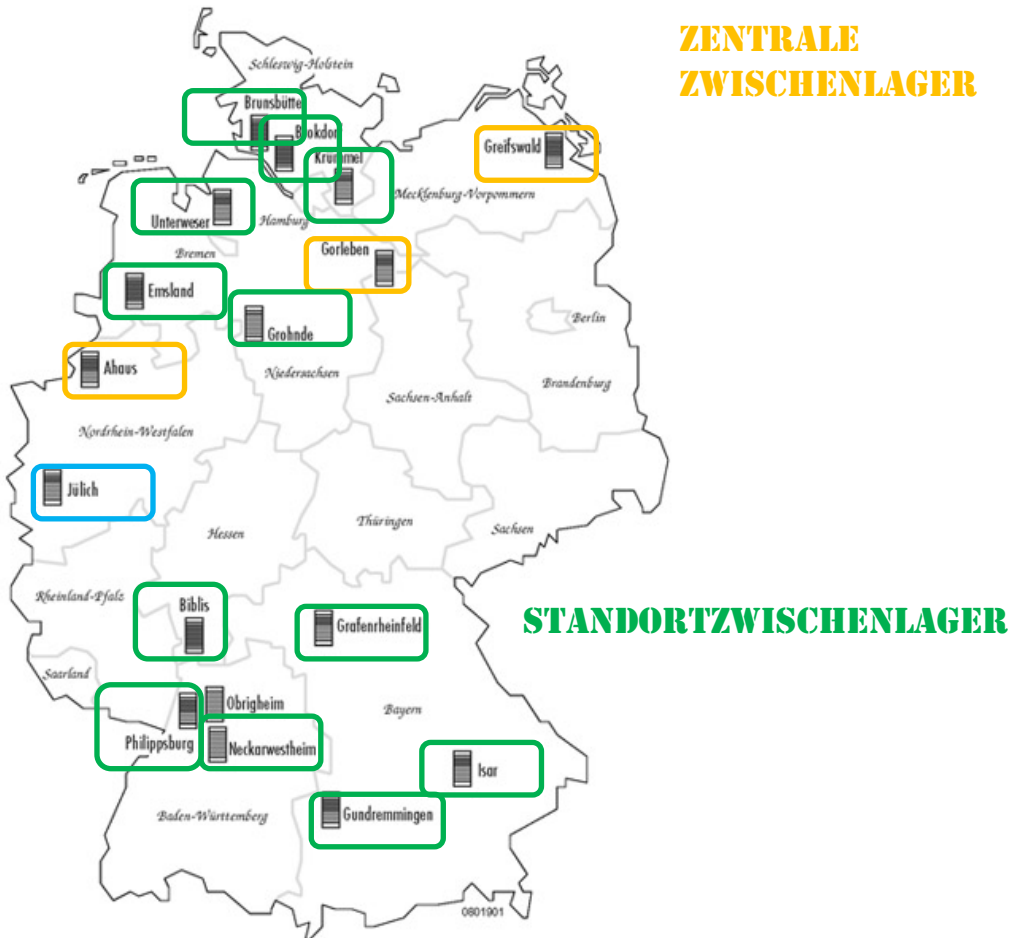 ZENTRALE
ZWISCHENLAGER
Schleswig-Holstein
Brunsbütte
Brokdorf
Krümmel
Greifswald
Mecklenburg-Vorpommern
Unterweser
Hamburg
Bremen
Gorleben
Emsland
Grohnde
Berlin
Ahaus
Niedersachsen
Sachsen-Anhalt
Brandenburg
Nordrhein-Westfalen
Jülich
Hessen
Thüringen
Sachsen
Rheinland-Pfalz
Biblis
Grafenrheinfeld
STANDORTZWISCHENLAGER
Saarland
Obrigheim
Bayern
Philippsburg
Neckarwestheim
Isar
Baden-Württemberg
Gundremmingen
0801901